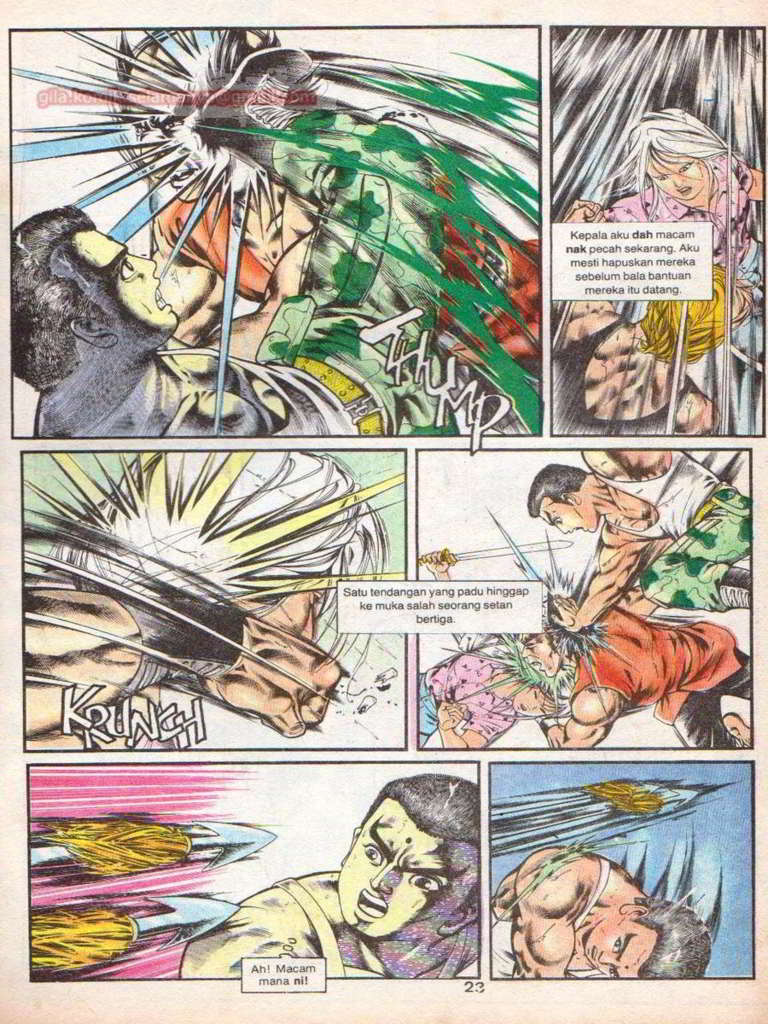 THUMP
Kepala aku dah macam
nak pecah sekarang. Aku
mesti hapuskan mereka
sebelum bala bantuan
mereka itu datang.
KRUNCH
Satu tendangan yang padu hinggap
ke muka salah seorang setan
bertiga.
Ah! Macam
mana ni!
23